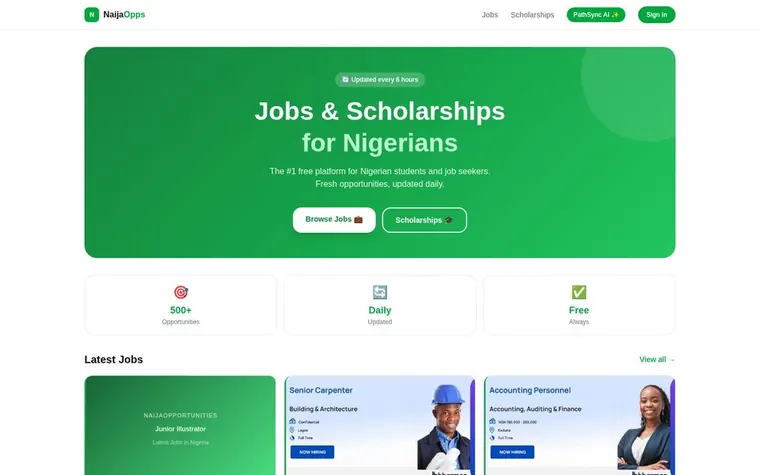 N NaijaOpps
Jobs
Scholarships
PathSync AI ✨
Sign in
🔄 Updated every 6 hours
Jobs & Scholarships
for Nigerians
The #1 free platform for Nigerian students and job seekers.
Fresh opportunities, updated daily.
Browse Jobs 💼
Scholarships 🎓
500+
Opportunities
Daily
Updated
Free
Always
Latest Jobs
View all →
NAIJAOPPORTUNITIES
Junior Illustrator
Latest Jobs in Nigeria
Senior Carpenter
Building & Architecture
Confidential
Lagos
Full Time
NOW HIRING
Accounting Personnel
Accounting, Auditing & Finance
Kaduna
Full Time
NOW HIRING